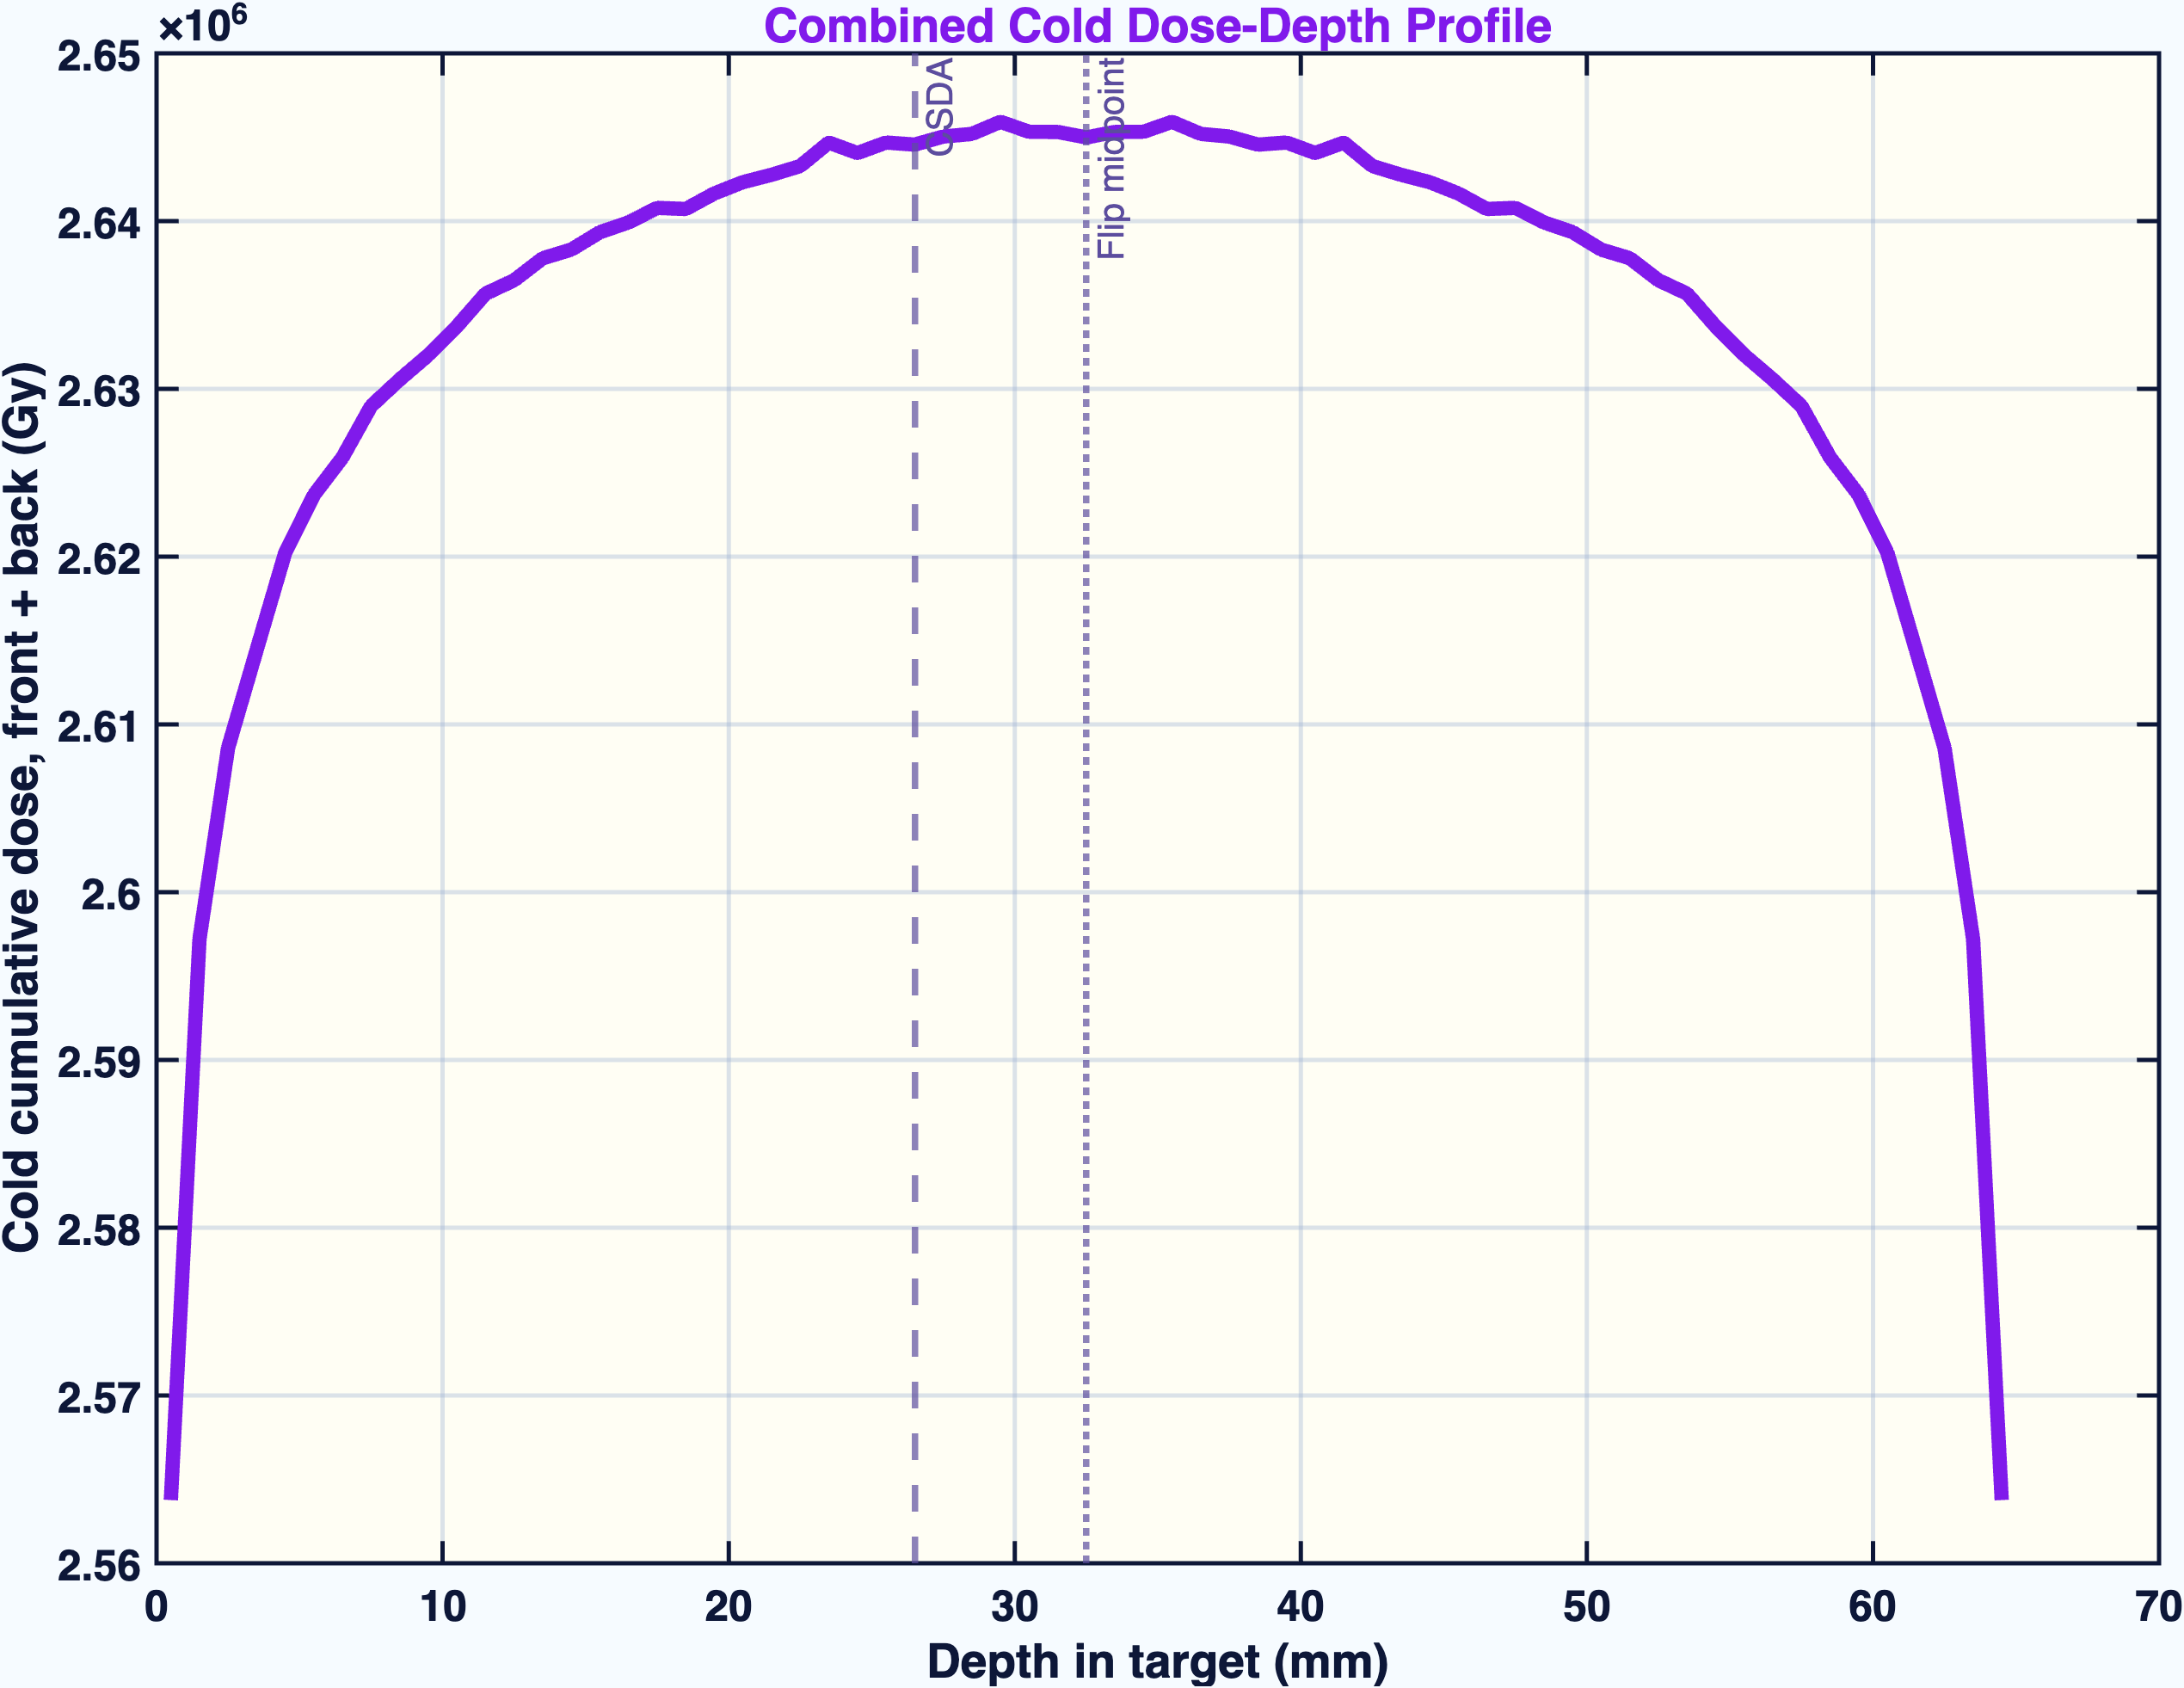 ×10⁶
Combined Cold Dose-Depth Profile
2.65
2.64
2.63
2.62
2.61
2.6
2.59
2.58
2.57
2.56
Cold cumulative dose, front + back (Gy)
CSDA
Flip midpoint
0 10 20 30 40 50 60 70
Depth in target (mm)